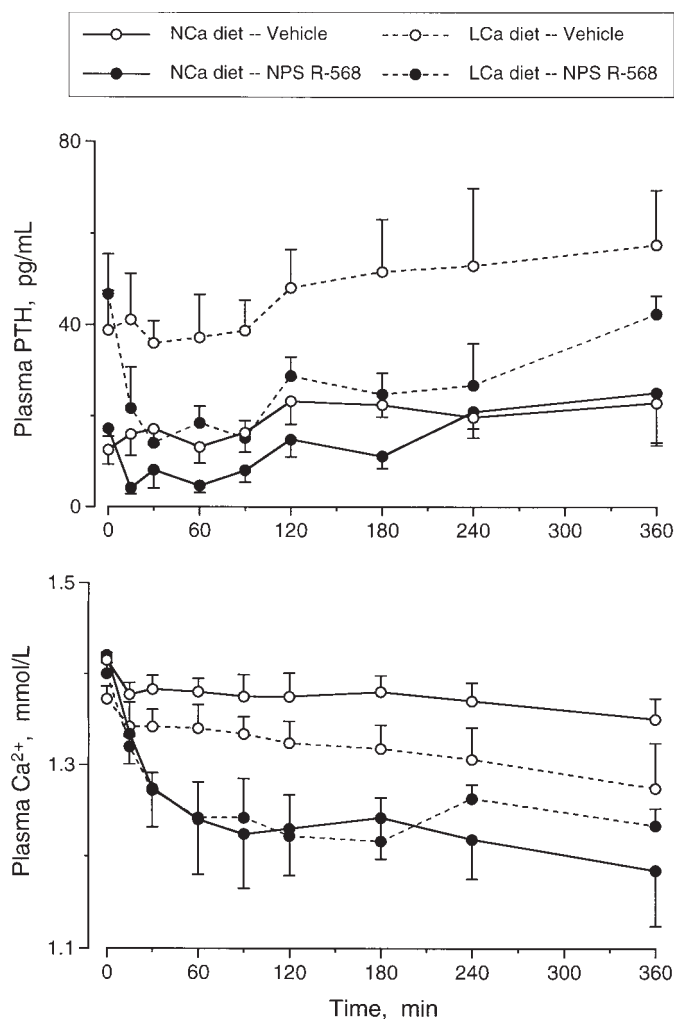 NCa diet -- Vehicle LCa diet -- Vehicle
NCa diet -- NPS R-568 LCa diet -- NPS R-568
80
40
0
Plasma PTH, pg/mL
0 60 120 180 240 300 360
1.5
1.3
1.1
Plasma Ca²⁺, mmol/L
0 60 120 180 240 300 360
Time, min